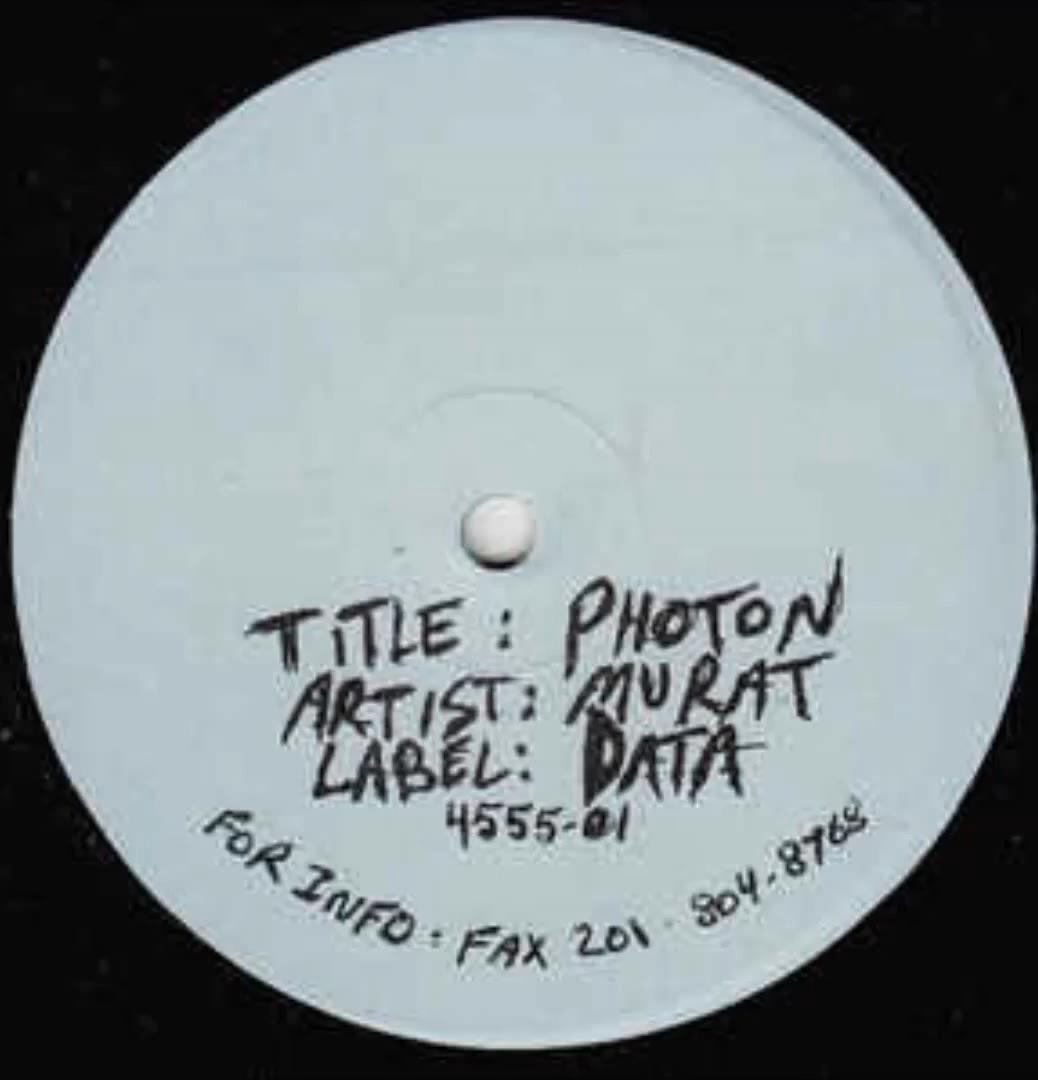 TiTLE : PHOTON
ARTIST: MURAT
LABEL: DATA
4555-01
FOR INFO : FAX 201 - 804-8768